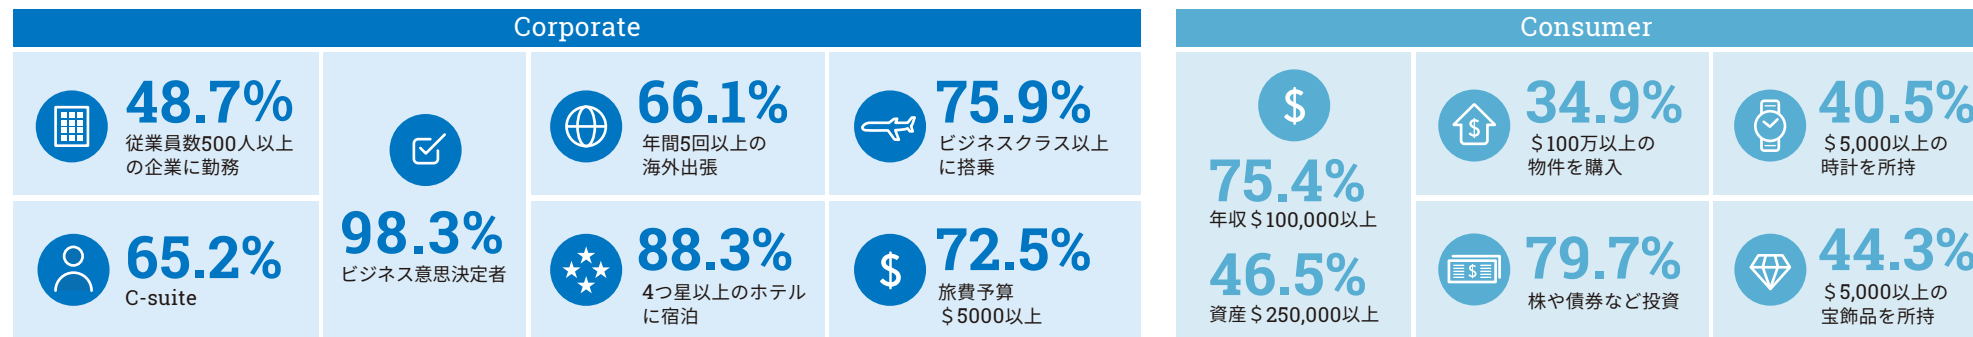 Corporate
48.7%
従業員数500人以上
の企業に勤務
65.2%
C-suite
98.3%
ビジネス意思決定者
66.1%
年間5回以上の
海外出張
88.3%
4つ星以上のホテル
に宿泊
75.9%
ビジネスクラス以上
に搭乗
$
72.5%
旅費予算
＄5000以上
Consumer
$
75.4%
年収＄100,000以上
46.5%
資産＄250,000以上
$
34.9%
＄100万以上の
物件を購入
$
79.7%
株や債券など投資
40.5%
＄5,000以上の
時計を所持
44.3%
＄5,000以上の
宝飾品を所持